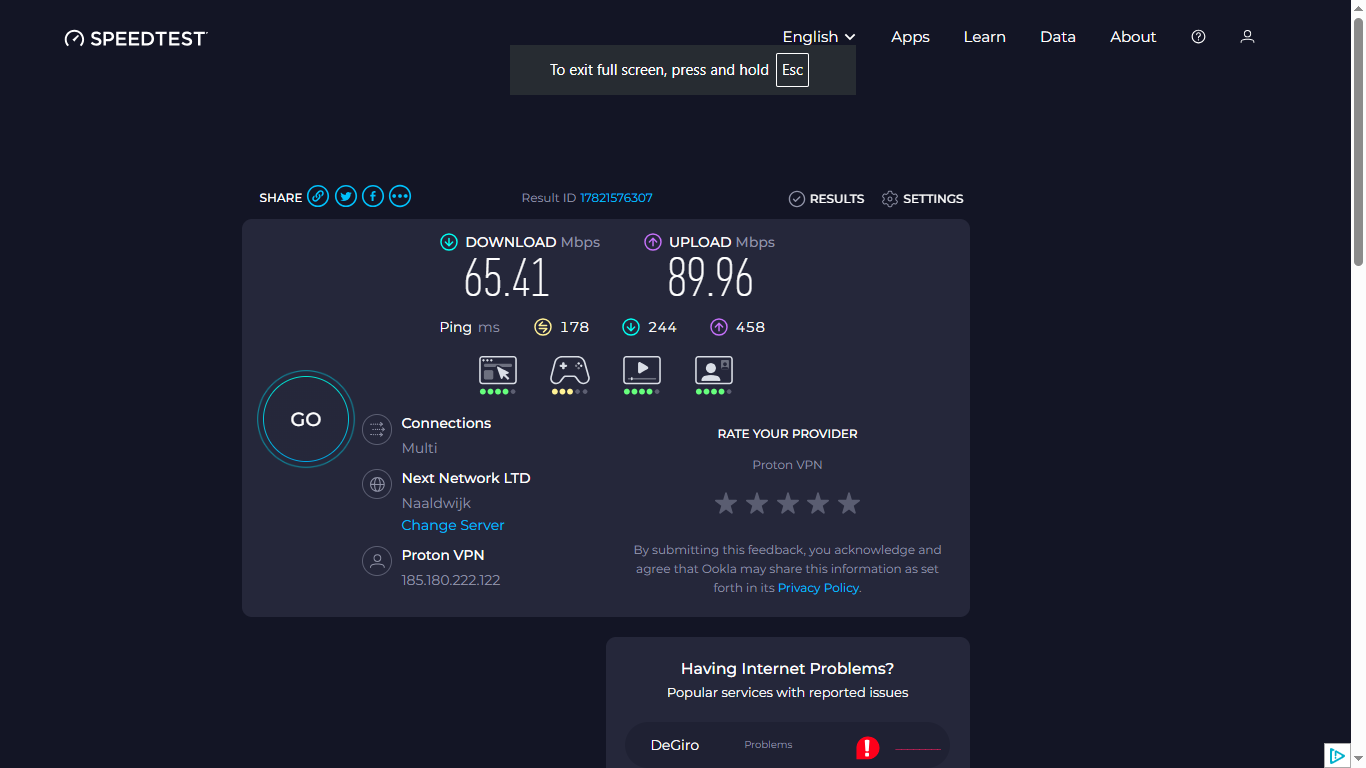 SPEEDTEST
English Apps Learn Data About
To exit full screen, press and hold Esc
SHARE Result ID 17821576307 RESULTS SETTINGS
DOWNLOAD Mbps UPLOAD Mbps
65.41 89.96
Ping ms 178 244 458
GO
Connections
Multi
Next Network LTD
Naaldwijk
Change Server
Proton VPN
185.180.222.122
RATE YOUR PROVIDER
Proton VPN
By submitting this feedback, you acknowledge and
agree that Ookla may share this information as set
forth in its Privacy Policy.
Having Internet Problems?
Popular services with reported issues
DeGiro Problems